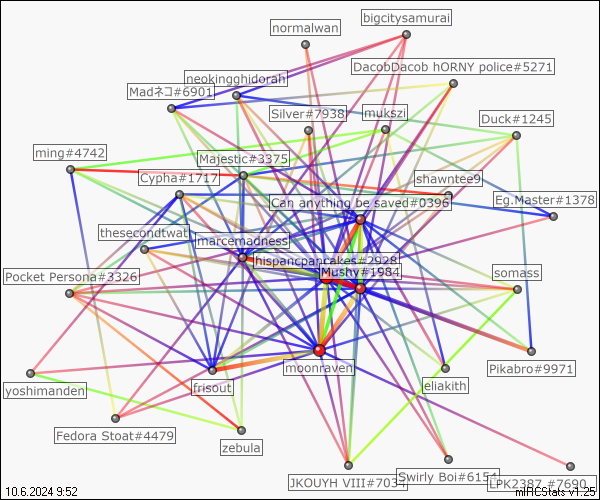 bigcitysamurai
normalwan
DacobDacob hORNY police#5271
neokingghidorah
Madネコ#6901
Silver#7938
mukszi
Duck#1245
ming#4742
Majestic#3375
Cypha#1717
shawntee9
Can anything be saved#0396
Eg.Master#1378
thesecondtwat
marcemadness
hispancpancakes#2928
Mushy#1984
Pocket Persona#3326
somass
moonraven
Pikabro#9971
eliakith
frisout
yoshimanden
Fedora Stoat#4479
zebula
JKOUYH VIII#7034
Swirly Boi#6154
LPK2387_#7690
10.6.2024 9:52
mIRCStats v1.25